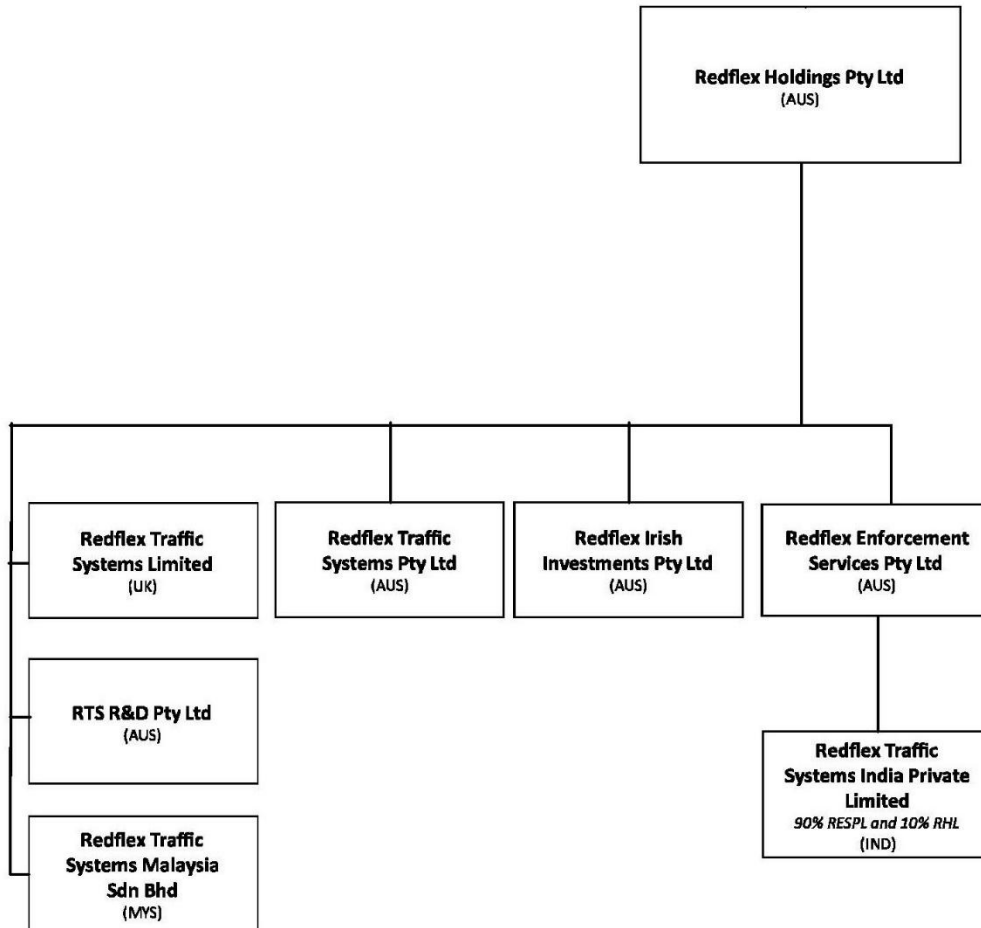 Redflex Holdings Pty Ltd
(AUS)
Redflex Traffic
Systems Limited
(UK)
Redflex Traffic
Systems Pty Ltd
(AUS)
Redflex Irish
Investments Pty Ltd
(AUS)
Redflex Enforcement
Services Pty Ltd
(AUS)
RTS R&D Pty Ltd
(AUS)
Redflex Traffic
Systems India Private
Limited
90% RESPL and 10% RHL
(IND)
Redflex Traffic
Systems Malaysia
Sdn Bhd
(MYS)